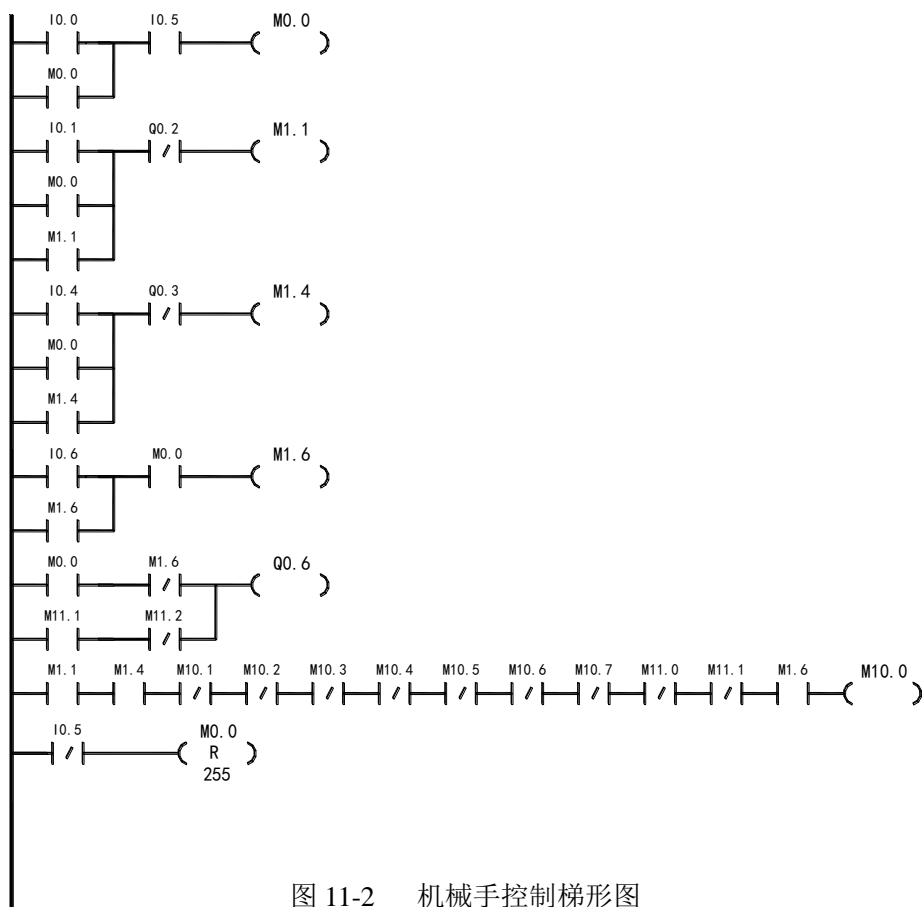 I0.0 I0.5 M0.0
M0.0
I0.1 Q0.2 M1.1
M0.0
M1.1
I0.4 Q0.3 M1.4
M0.0
M1.4
I0.6 M0.0 M1.6
M1.6
M0.0 M1.6 Q0.6
M11.1 M11.2
M1.1 M1.4 M10.1 M10.2 M10.3 M10.4 M10.5 M10.6 M10.7 M11.0 M11.1 M1.6 M10.0
I0.5 M0.0
R
255
图 11-2 机械手控制梯形图